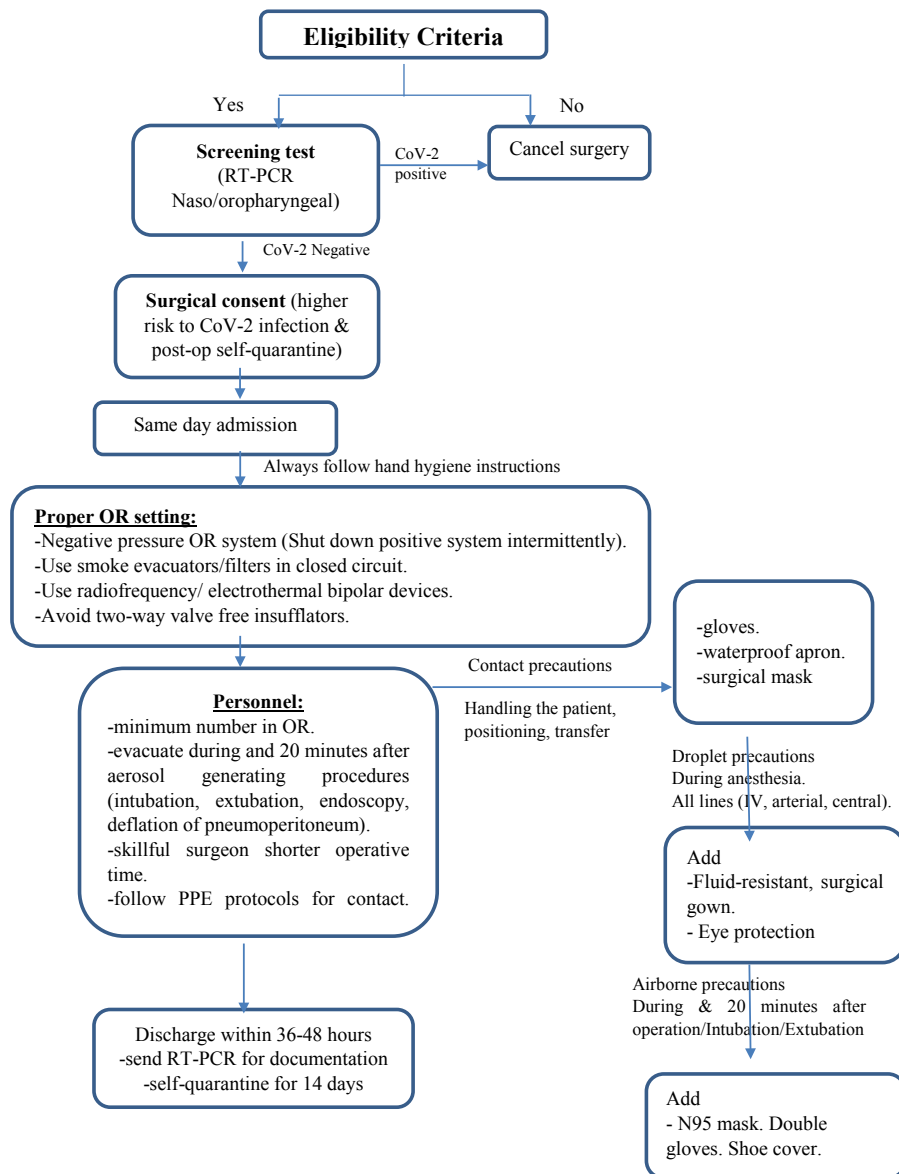 Eligibility Criteria
Yes
No
Screening test
(RT-PCR
Naso/oropharyngeal)
CoV-2
positive
Cancel surgery
CoV-2 Negative
Surgical consent (higher
risk to CoV-2 infection &
post-op self-quarantine)
Same day admission
Always follow hand hygiene instructions
Proper OR setting:
-Negative pressure OR system (Shut down positive system intermittently).
-Use smoke evacuators/filters in closed circuit.
-Use radiofrequency/ electrothermal bipolar devices.
-Avoid two-way valve free insufflators.
Personnel:
-minimum number in OR.
-evacuate during and 20 minutes after
aerosol generating procedures
(intubation, extubation, endoscopy,
deflation of pneumoperitoneum).
-skillful surgeon shorter operative
time.
-follow PPE protocols for contact.
Contact precautions
Handling the patient,
positioning, transfer
-gloves.
-waterproof apron.
-surgical mask
Droplet precautions
During anesthesia.
All lines (IV, arterial, central).
Add
-Fluid-resistant, surgical
gown.
- Eye protection
Airborne precautions
During & 20 minutes after
operation/Intubation/Extubation
Add
- N95 mask. Double
gloves. Shoe cover.
Discharge within 36-48 hours
-send RT-PCR for documentation
-self-quarantine for 14 days